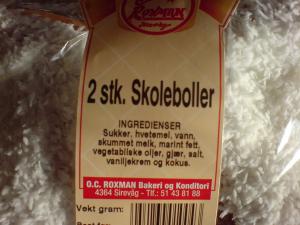 ROXMAN
2 stk. Skoleboller
INGREDIENSER
Sukker, hvetemel, vann,
skummet melk, marint fett,
vegetabilske oljer, gjær, salt,
vaniljekrem og kokus.
O.C. ROXMAN Bakeri og Konditori
4364 Sirevåg - Tlf.: 51 43 81 88
Vekt gram: